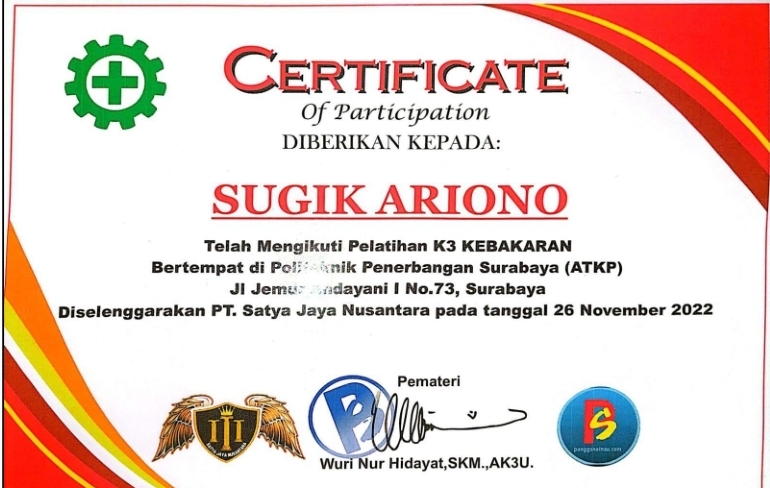 CERTIFICATE
Of Participation
DIBERIKAN KEPADA:
SUGIK ARIONO
Telah Mengikuti Pelatihan K3 KEBAKARAN
Bertempat di Penerbangan Surabaya (ATKP)
Jl I No.73, Surabaya
Diselenggarakan PT. Satya Jaya Nusantara pada tanggal 26 November 2022
Pemateri
Wuri Nur Hidayat,SKM.,AK3U.
PS